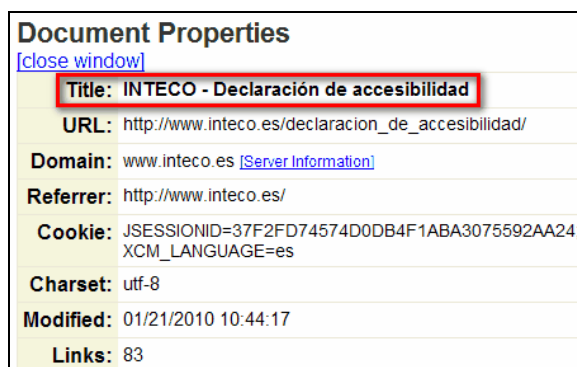 Document Properties
[close window]
Title: INTECO - Declaración de accesibilidad
URL: http://www.inteco.es/declaracion_de_accesibilidad/
Domain: www.inteco.es [Server Information]
Referrer: http://www.inteco.es/
Cookie: JSESSIONID=37F2FD74574D0DB4F1ABA3075592AA24
XCM_LANGUAGE=es
Charset: utf-8
Modified: 01/21/2010 10:44:17
Links: 83